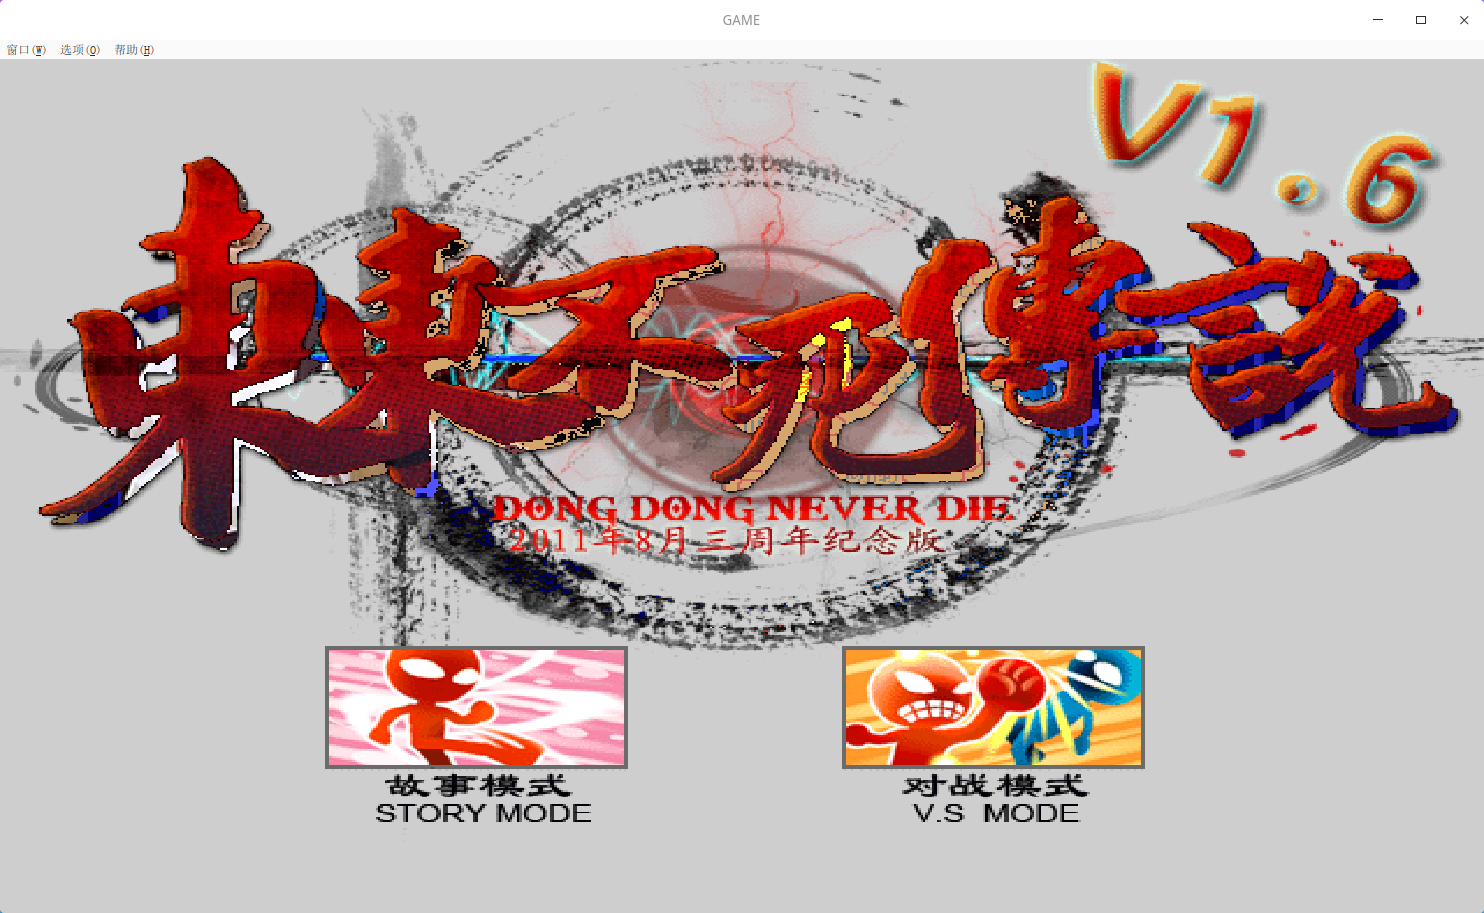 GAME
窗口(W) 选项(O) 帮助(H)
V1.6
東東不死傳説
DONG DONG NEVER DIE
2011年8月三周年纪念版
故事模式
STORY MODE
对战模式
V.S MODE